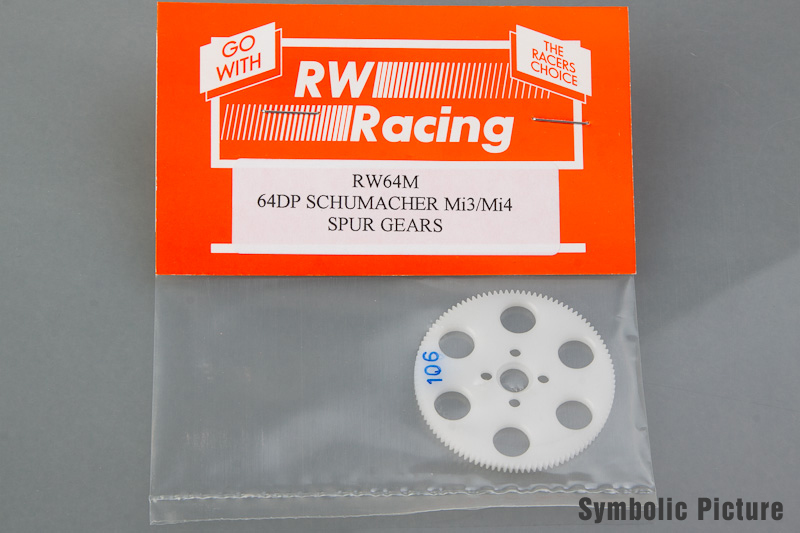 GO
WITH
THE
RACERS
CHOICE
RW
Racing
RW64M
64DP SCHUMACHER Mi3/Mi4
SPUR GEARS
106
Symbolic Picture